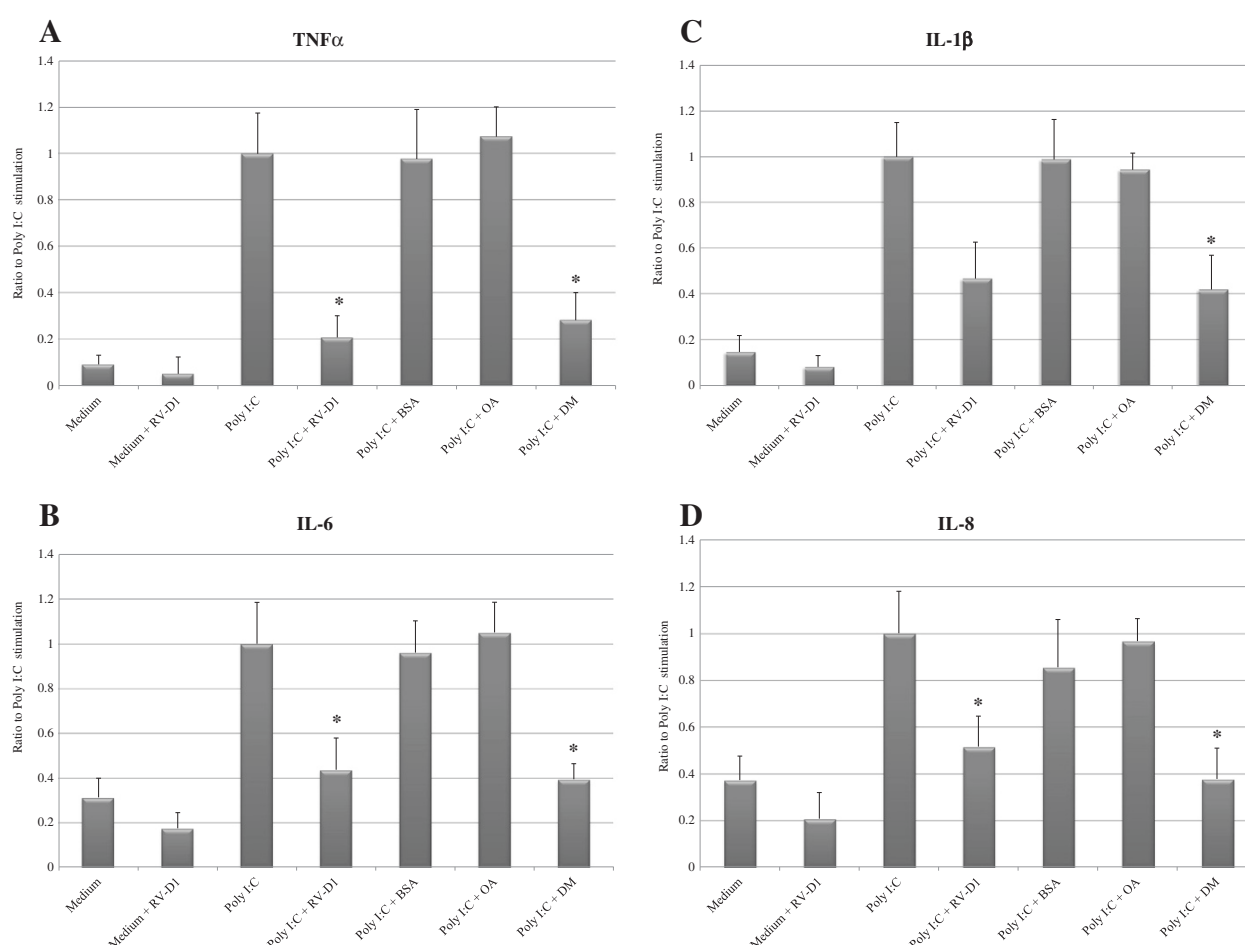 A
TNFα
Ratio to Poly I:C stimulation
1.4
1.2
1
0.8
0.6
0.4
0.2
0
*
*
Medium
Medium + RV-D1
Poly I:C
Poly I:C + RV-D1
Poly I:C + BSA
Poly I:C + OA
Poly I:C + DM
C
IL-1β
Ratio to Poly I:C stimulation
1.4
1.2
1
0.8
0.6
0.4
0.2
0
*
Medium
Medium + RV-D1
Poly I:C
Poly I:C + RV-D1
Poly I:C + BSA
Poly I:C + OA
Poly I:C + DM
B
IL-6
Ratio to Poly I:C stimulation
1.4
1.2
1
0.8
0.6
0.4
0.2
0
*
*
Medium
Medium + RV-D1
Poly I:C
Poly I:C + RV-D1
Poly I:C + BSA
Poly I:C + OA
Poly I:C + DM
D
IL-8
Ratio to Poly I:C stimulation
1.4
1.2
1
0.8
0.6
0.4
0.2
0
*
*
Medium
Medium + RV-D1
Poly I:C
Poly I:C + RV-D1
Poly I:C + BSA
Poly I:C + OA
Poly I:C + DM